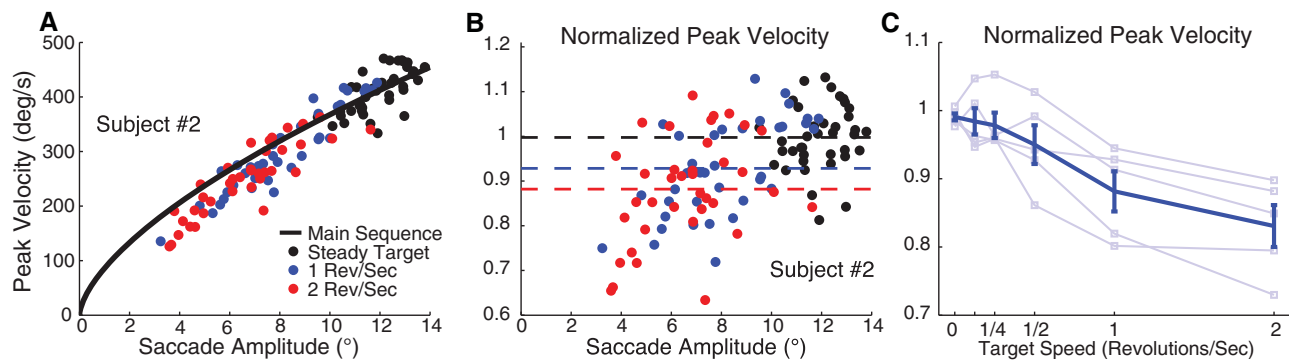 A
500
400
300
200
100
0
Peak Velocity (deg/s)
Subject #2
Main Sequence
Steady Target
1 Rev/Sec
2 Rev/Sec
0 2 4 6 8 10 12 14
Saccade Amplitude (°)
B
Normalized Peak Velocity
1.2
1.1
1
0.9
0.8
0.7
0.6
Subject #2
4 6 8 10 12 14
Saccade Amplitude (°)
C
Normalized Peak Velocity
1.1
1
0.9
0.8
0.7
0 1/4 1/2 1 2
Target Speed (Revolutions/Sec)